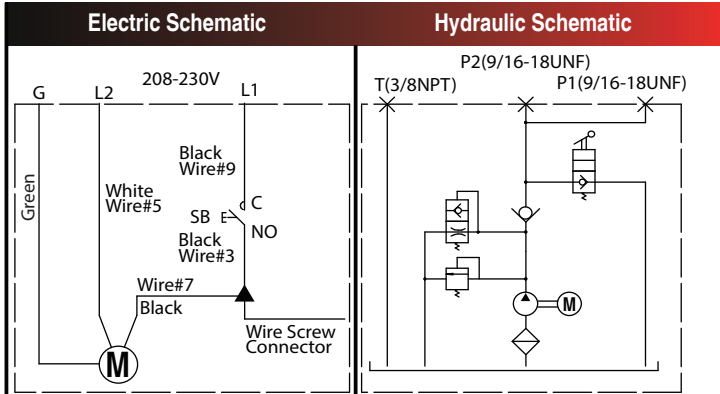 Electric Schematic
Hydraulic Schematic
208-230V
G
L2
L1
Green
White
Wire#5
Black
Wire#9
SB
C
NO
Black
Wire#3
Wire#7
Black
Wire Screw
Connector
M
P2(9/16-18UNF)
T(3/8NPT)
P1(9/16-18UNF)
M